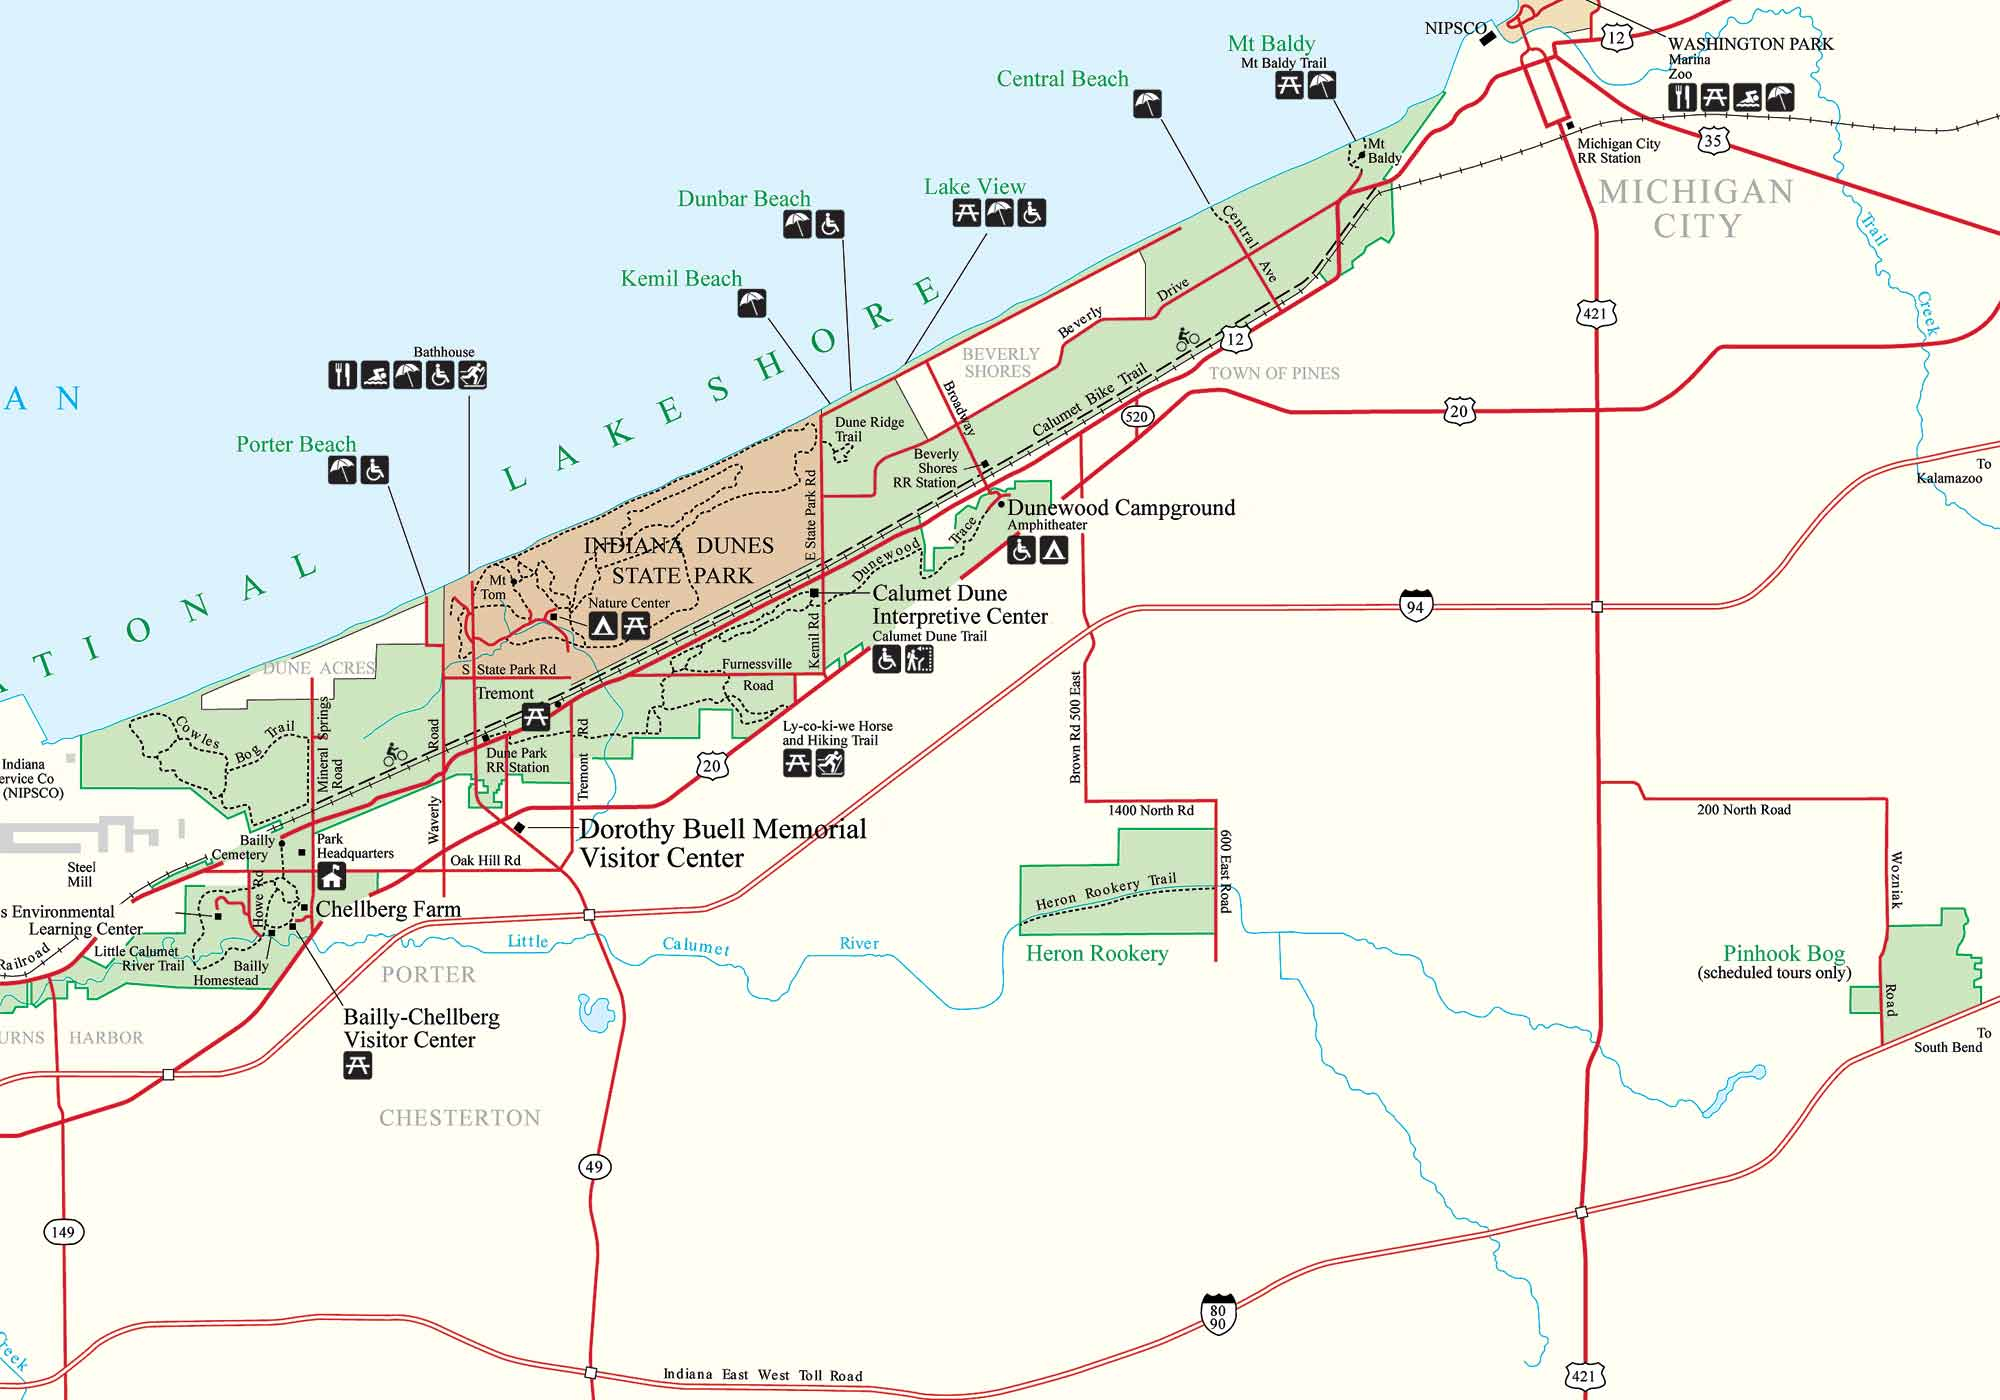 NIPSCO
12
WASHINGTON PARK
Marina
Zoo
Mt Baldy
Mt Baldy Trail
Central Beach
Mt
Baldy
Michigan City
RR Station
35
MICHIGAN
CITY
Trail
Creek
Dunbar Beach
Lake View
Central
Ave
Kemil Beach
Drive
Beverly
421
12
BEVERLY
SHORES
TOWN OF PINES
Bathhouse
AN
TIONAL LAKESHORE
Broadway
Calumet Bike Trail
520
20
Dune Ridge
Trail
Porter Beach
Beverly
Shores
RR Station
To
Kalamazoo
E State Park Rd
Dunewood Campground
Amphitheater
Dunewood
Trace
INDIANA DUNES
STATE PARK
Mt
Tom
Nature Center
Calumet Dune
Interpretive Center
Calumet Dune Trail
94
Kemil Rd
DUNE ACRES
S State Park Rd
Furnessville
Road
Tremont
Brown Rd 500 East
Cowles
Bog Trail
Mineral Springs
Road
Road
Waverly
Tremont
Rd
Dune Park
RR Station
Ly-co-ki-we Horse
and Hiking Trail
20
Indiana
ervice Co
(NIPSCO)
1400 North Rd
200 North Road
Dorothy Buell Memorial
Visitor Center
Bailly
Cemetery
Park
Headquarters
Oak Hill Rd
Steel
Mill
600 East Road
Wozniak
Road
Heron Rookery Trail
Howe Rd
Chellberg Farm
s Environmental
Learning Center
Little Calumet
River Trail
Railroad
Bailly
Homestead
Little
Calumet
River
Heron Rookery
Pinhook Bog
(scheduled tours only)
PORTER
Bailly-Chellberg
Visitor Center
URNS HARBOR
To
South Bend
CHESTERTON
49
149
80
90
Creek
Indiana East West Toll Road
421